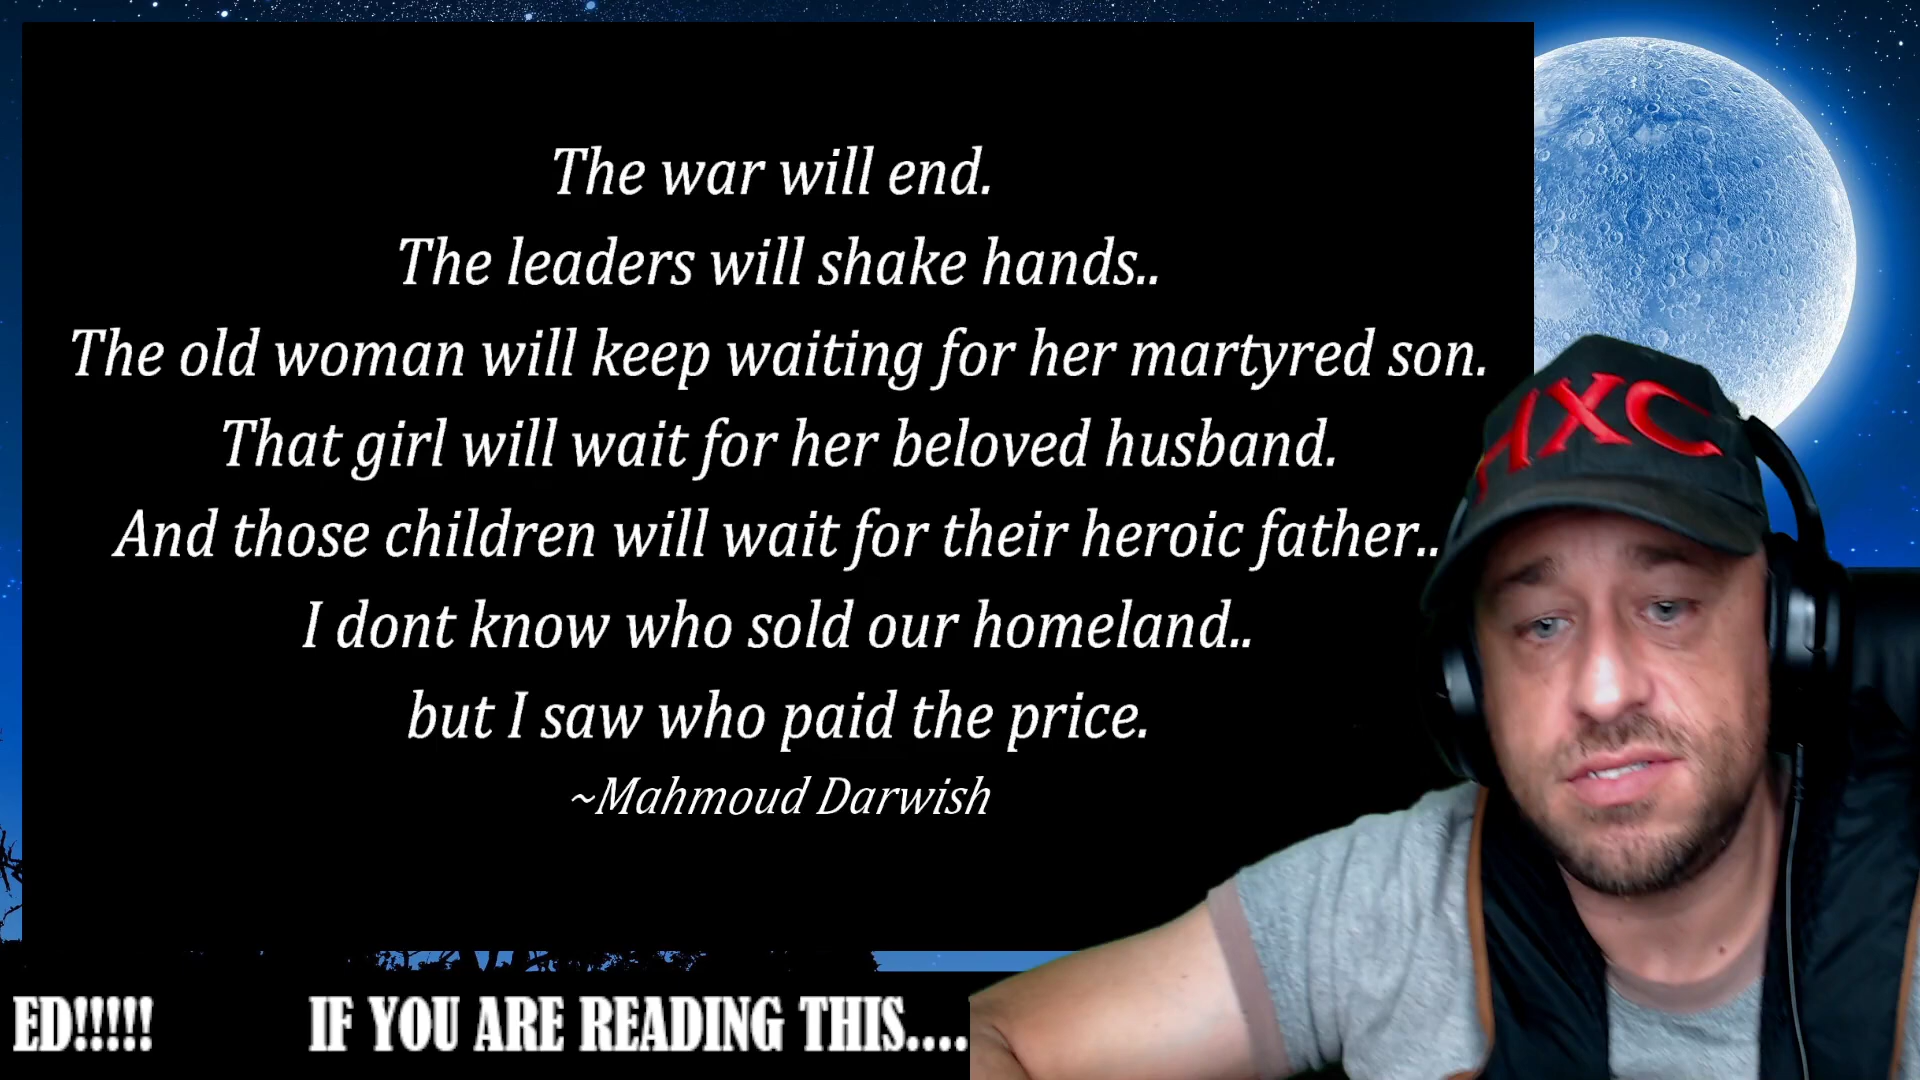 The war will end.
The leaders will shake hands..
The old woman will keep waiting for her martyred son.
That girl will wait for her beloved husband.
And those children will wait for their heroic father..
I dont know who sold our homeland..
but I saw who paid the price.
~Mahmoud Darwish
HXC
ED!!!!! IF YOU ARE READING THIS....